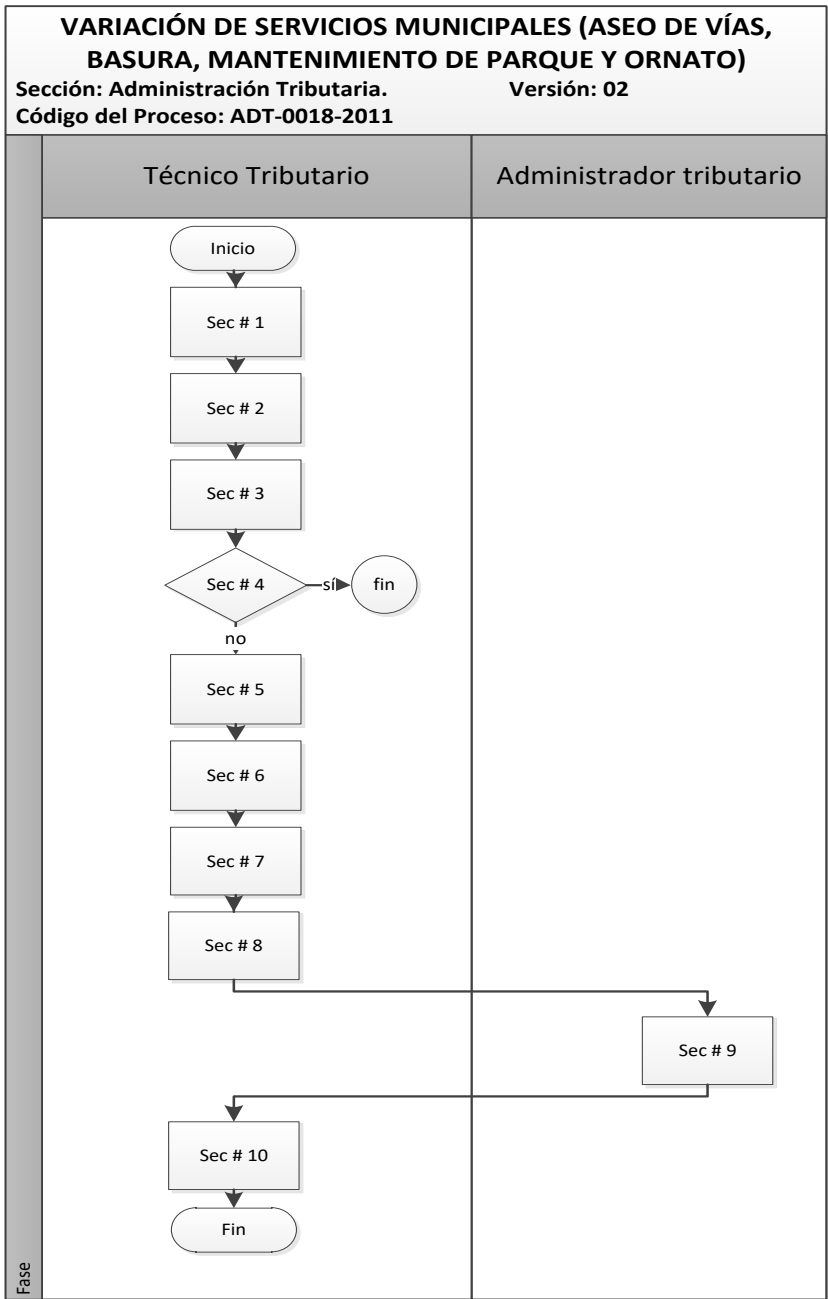 VARIACIÓN DE SERVICIOS MUNICIPALES (ASEO DE VÍAS,
BASURA, MANTENIMIENTO DE PARQUE Y ORNATO)
Sección: Administración Tributaria. Versión: 02
Código del Proceso: ADT-0018-2011
Técnico Tributario
Administrador tributario
Inicio
Sec # 1
Sec # 2
Sec # 3
Sec # 4
sí
fin
no
Sec # 5
Sec # 6
Sec # 7
Sec # 8
Sec # 9
Sec # 10
Fin
Fase